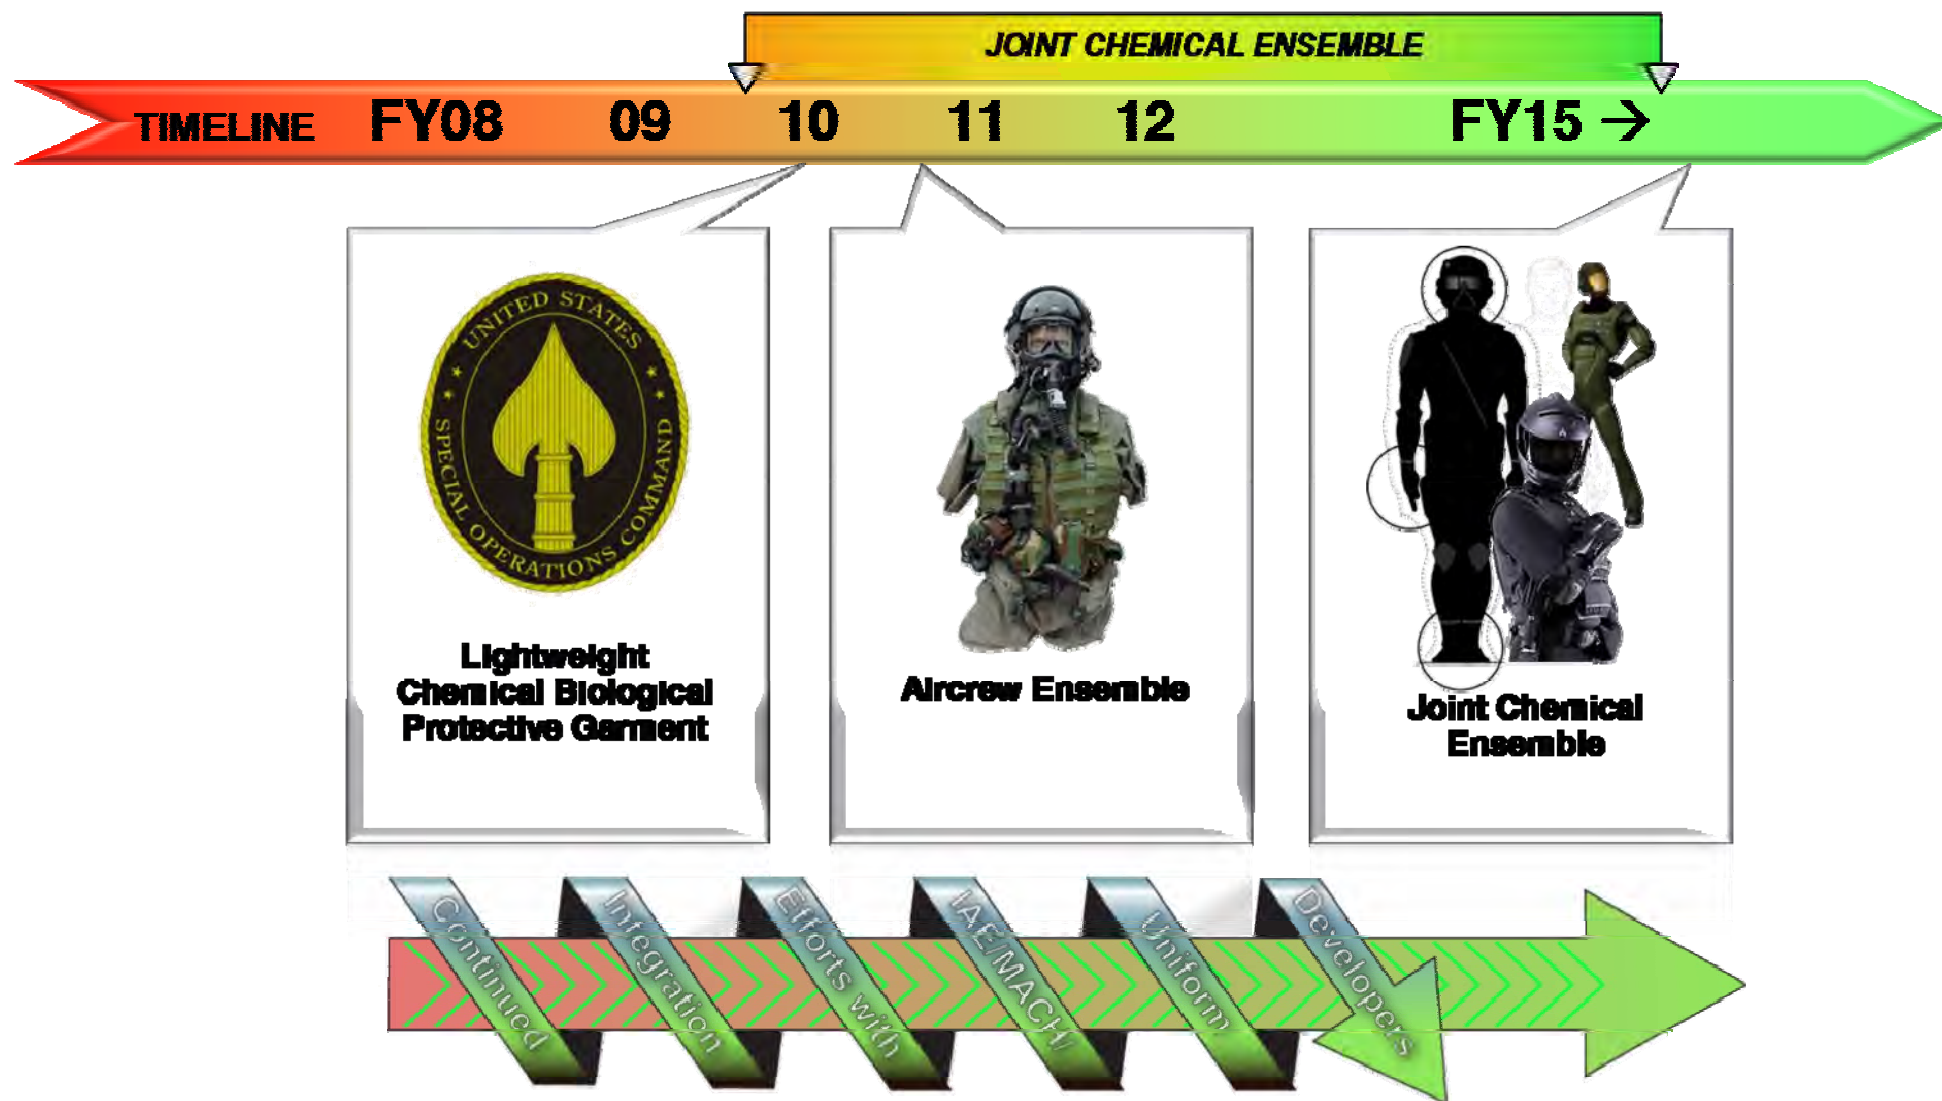 JOINT CHEMICAL ENSEMBLE
TIMELINE FY08 09 10 11 12 FY15 →
UNITED STATES
SPECIAL OPERATIONS COMMAND
Lightweight
Chemical Biological
Protective Garment
Aircrew Ensemble
Joint Chemical
Ensemble
Continued
Integration
Efforts with
IAE/MACH/
Uniform
Developers